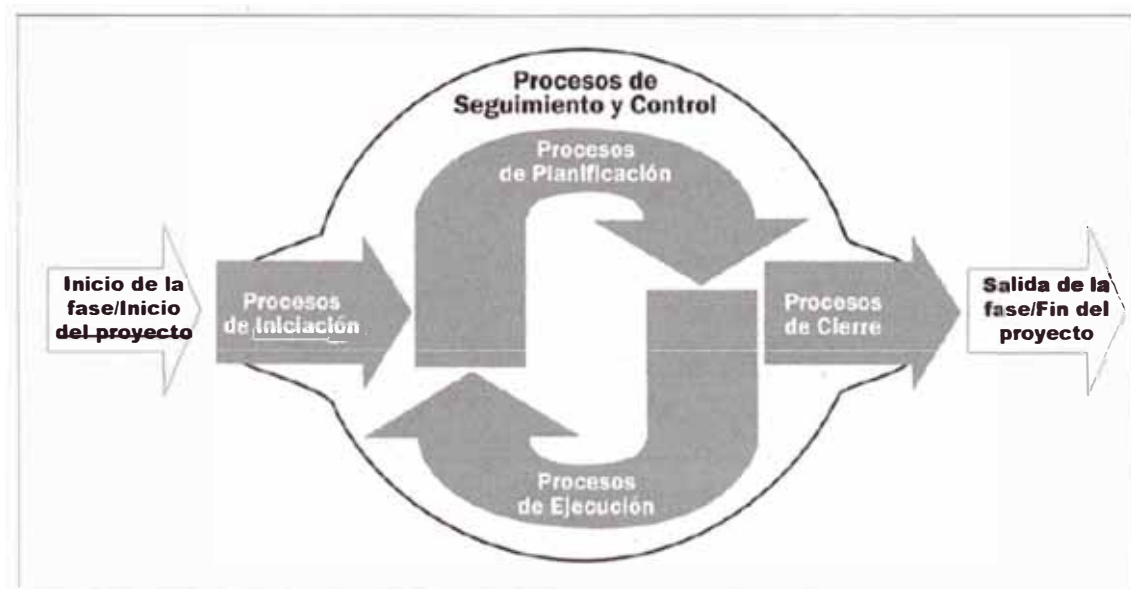 Procesos de
Seguimiento y Control
Procesos
de Planificación
Inicio de la
fase/Inicio
del proyecto
Procesos
de Iniciación
Procesos
de Cierre
Salida de la
fase/Fin del
proyecto
Procesos
de Ejecución